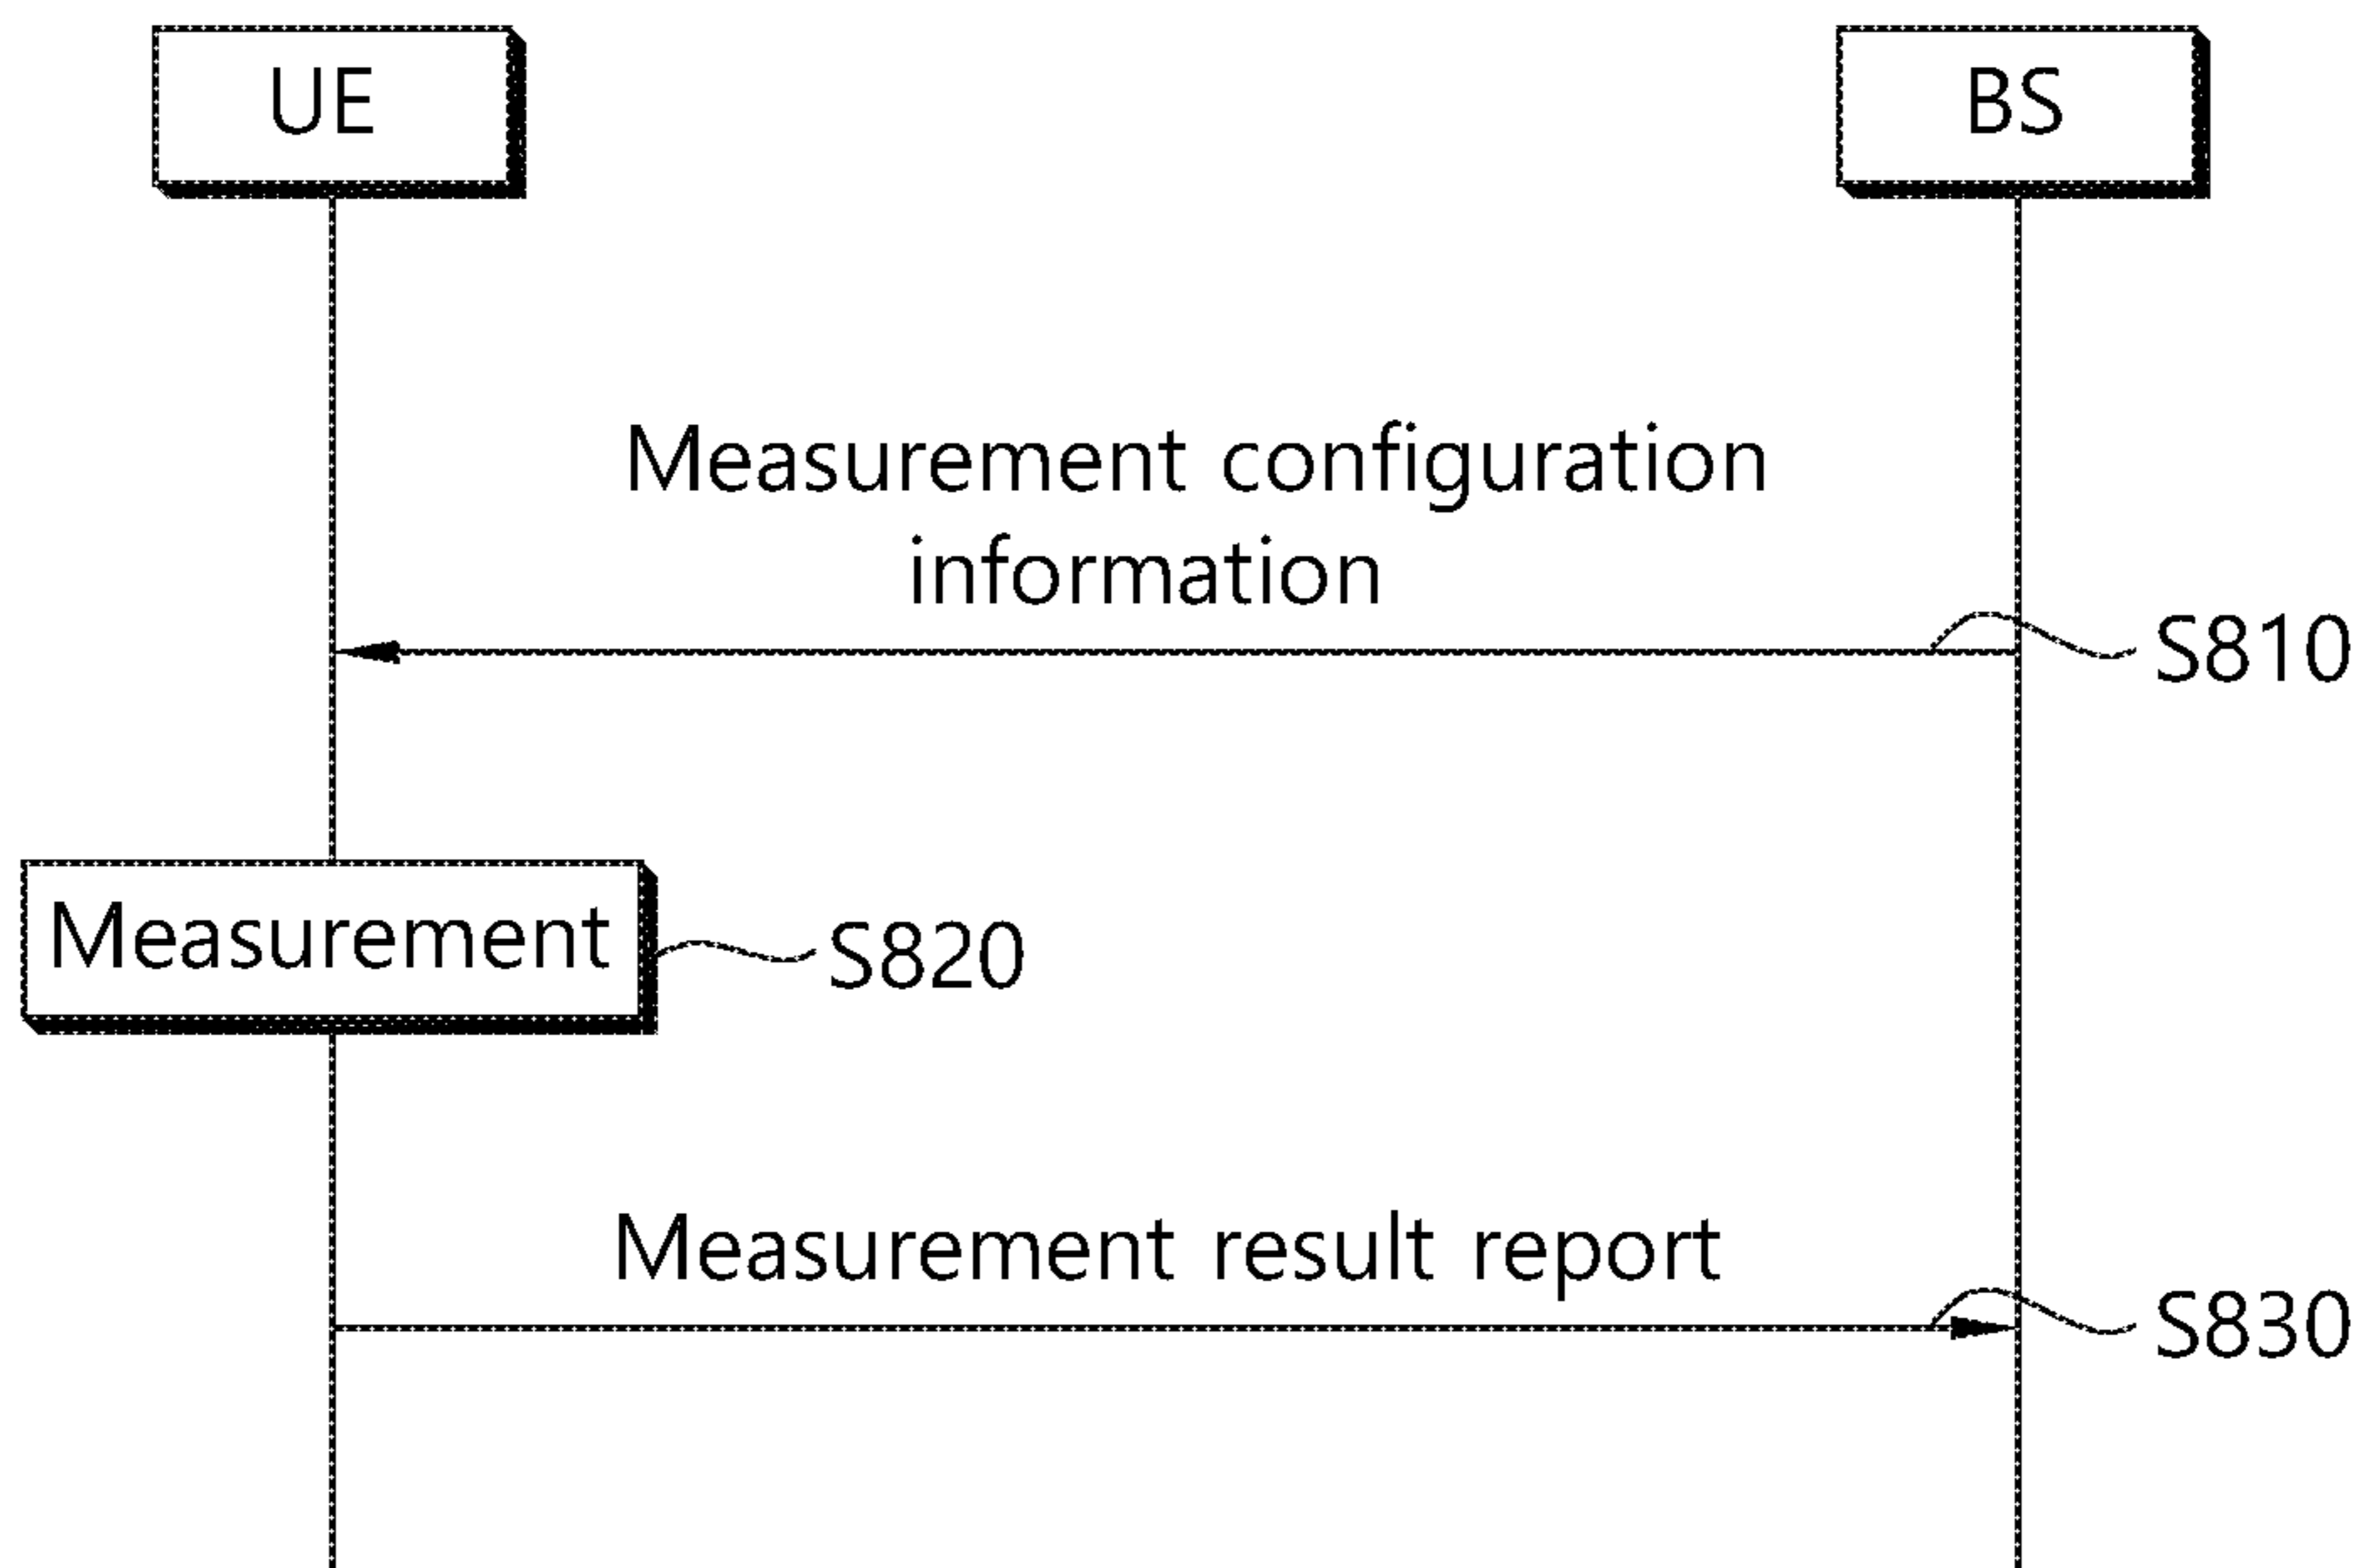 UE
BS
Measurement configuration
information
S810
Measurement
S820
Measurement result report
S830